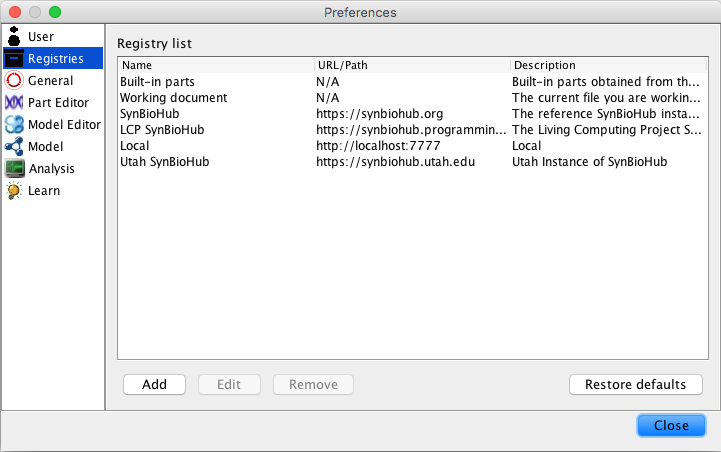 Preferences
User
Registries
General
Part Editor
Model Editor
Model
Analysis
Learn
Registry list
Name URL/Path Description
Built-in parts N/A Built-in parts obtained from th...
Working document N/A The current file you are workin...
SynBioHub https://synbiohub.org The reference SynBioHub insta...
LCP SynBioHub https://synbiohub.programmin... The Living Computing Project S...
Local http://localhost:7777 Local
Utah SynBioHub https://synbiohub.utah.edu Utah Instance of SynBioHub
Add Edit Remove Restore defaults
Close